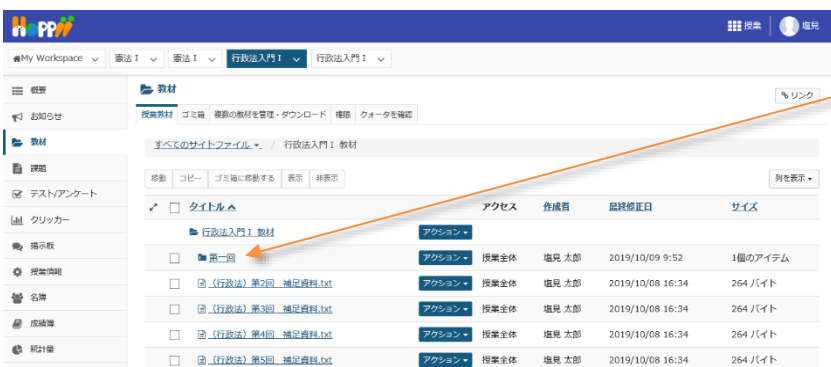 HoPPii 授業 塩見
My Workspace 憲法 I 憲法 I 行政法入門 I 行政法入門 I
概要
お知らせ
教材
課題
テスト/アンケート
クリッカー
掲示板
授業情報
名簿
成績簿
統計量
教材 リンク
授業教材 ゴミ箱 複数の教材を管理・ダウンロード 権限 クォータを確認
すべてのサイトファイル / 行政法入門 I 教材
移動 コピー ゴミ箱に移動する 表示 非表示 列を表示
タイトル アクセス 作成者 最終修正日 サイズ
行政法入門 I 教材 アクション
第一回 アクション 授業全体 塩見 太郎 2019/10/09 9:52 1個のアイテム
(行政法)第2回 補足資料.txt アクション 授業全体 塩見 太郎 2019/10/08 16:34 264 バイト
(行政法)第3回 補足資料.txt アクション 授業全体 塩見 太郎 2019/10/08 16:34 264 バイト
(行政法)第4回 補足資料.txt アクション 授業全体 塩見 太郎 2019/10/08 16:34 264 バイト
(行政法)第5回 補足資料.txt アクション 授業全体 塩見 太郎 2019/10/08 16:34 264 バイト